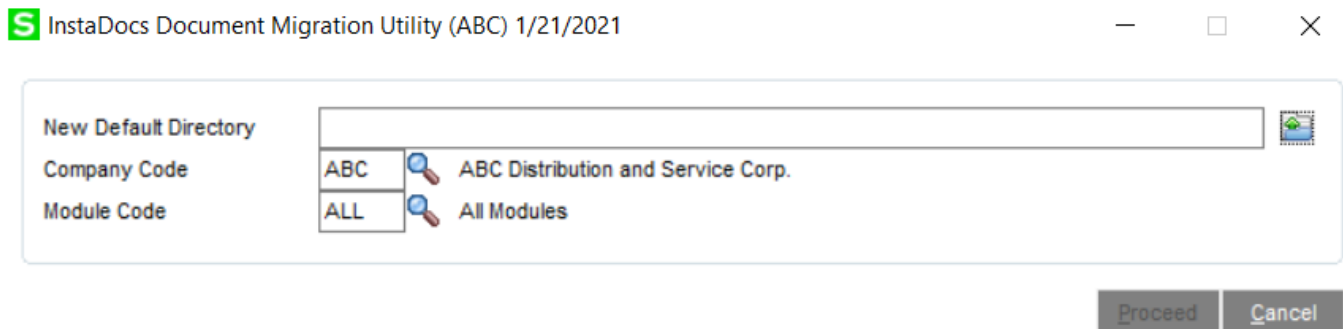 S InstaDocs Document Migration Utility (ABC) 1/21/2021
New Default Directory
Company Code ABC ABC Distribution and Service Corp.
Module Code ALL All Modules
Proceed Cancel